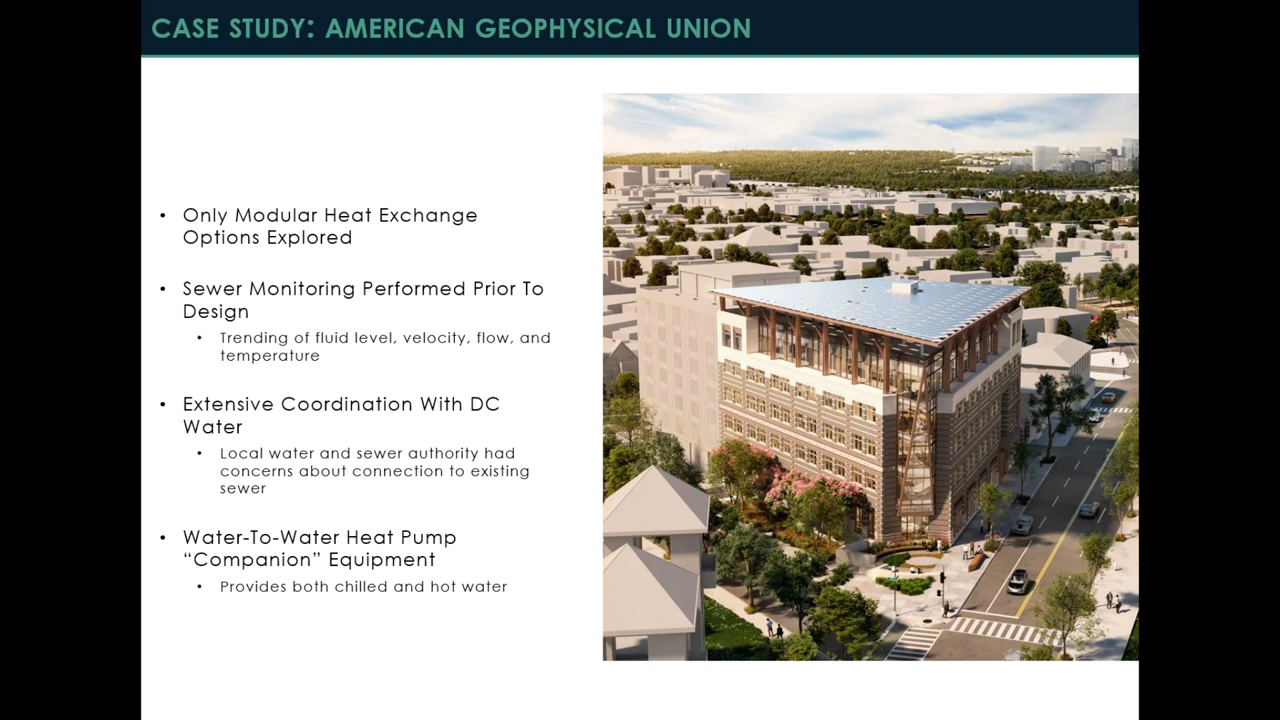 CASE STUDY: AMERICAN GEOPHYSICAL UNION
• Only Modular Heat Exchange
Options Explored
• Sewer Monitoring Performed Prior To
Design
• Trending of fluid level, velocity, flow, and
temperature
• Extensive Coordination With DC
Water
• Local water and sewer authority had
concerns about connection to existing
sewer
• Water-To-Water Heat Pump
“Companion” Equipment
• Provides both chilled and hot water